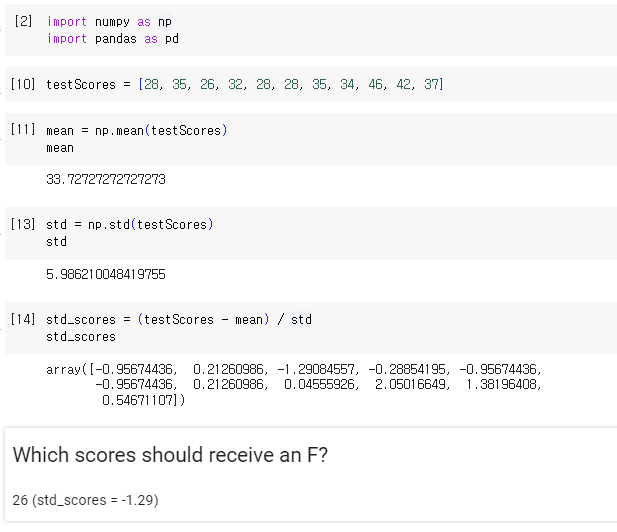 [2] import numpy as np
import pandas as pd
[10] testScores = [28, 35, 26, 32, 28, 28, 35, 34, 46, 42, 37]
[11] mean = np.mean(testScores)
mean
33.72727272727273
[13] std = np.std(testScores)
std
5.986210048419755
[14] std_scores = (testScores - mean) / std
std_scores
array([-0.95674436, 0.21260986, -1.29084557, -0.28854195, -0.95674436,
-0.95674436, 0.21260986, 0.04555926, 2.05016649, 1.38196408,
0.54671107])
Which scores should receive an F?
26 (std_scores = -1.29)